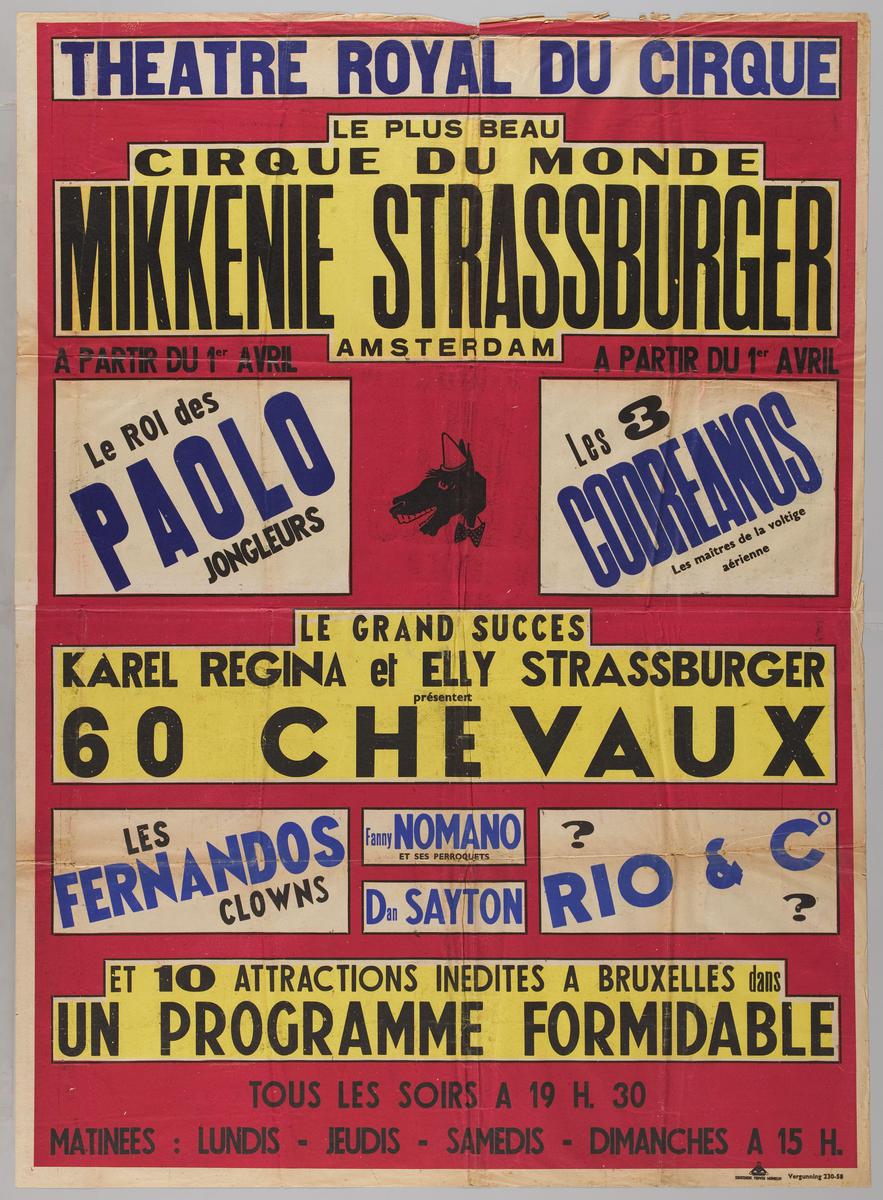 THEATRE ROYAL DU CIRQUE
LE PLUS BEAU
CIRQUE DU MONDE
MIKKENIE STRASSBURGER
AMSTERDAM
A PARTIR DU 1er AVRIL
A PARTIR DU 1er AVRIL
Le ROI des
PAOLO
JONGLEURS
Les 3
CODREANOS
Les maîtres de la voltige
aérienne
LE GRAND SUCCES
KAREL REGINA et ELLY STRASSBURGER
présentent
60 CHEVAUX
LES
FERNANDOS
CLOWNS
Fanny NOMANO
ET SES PERROQUETS
Dan SAYTON
?
RIO & Co
?
ET 10 ATTRACTIONS INEDITES A BRUXELLES dans
UN PROGRAMME FORMIDABLE
TOUS LES SOIRS A 19 H. 30
MATINEES : LUNDIS - JEUDIS - SAMEDIS - DIMANCHES A 15 H.
Vergunning 230-58